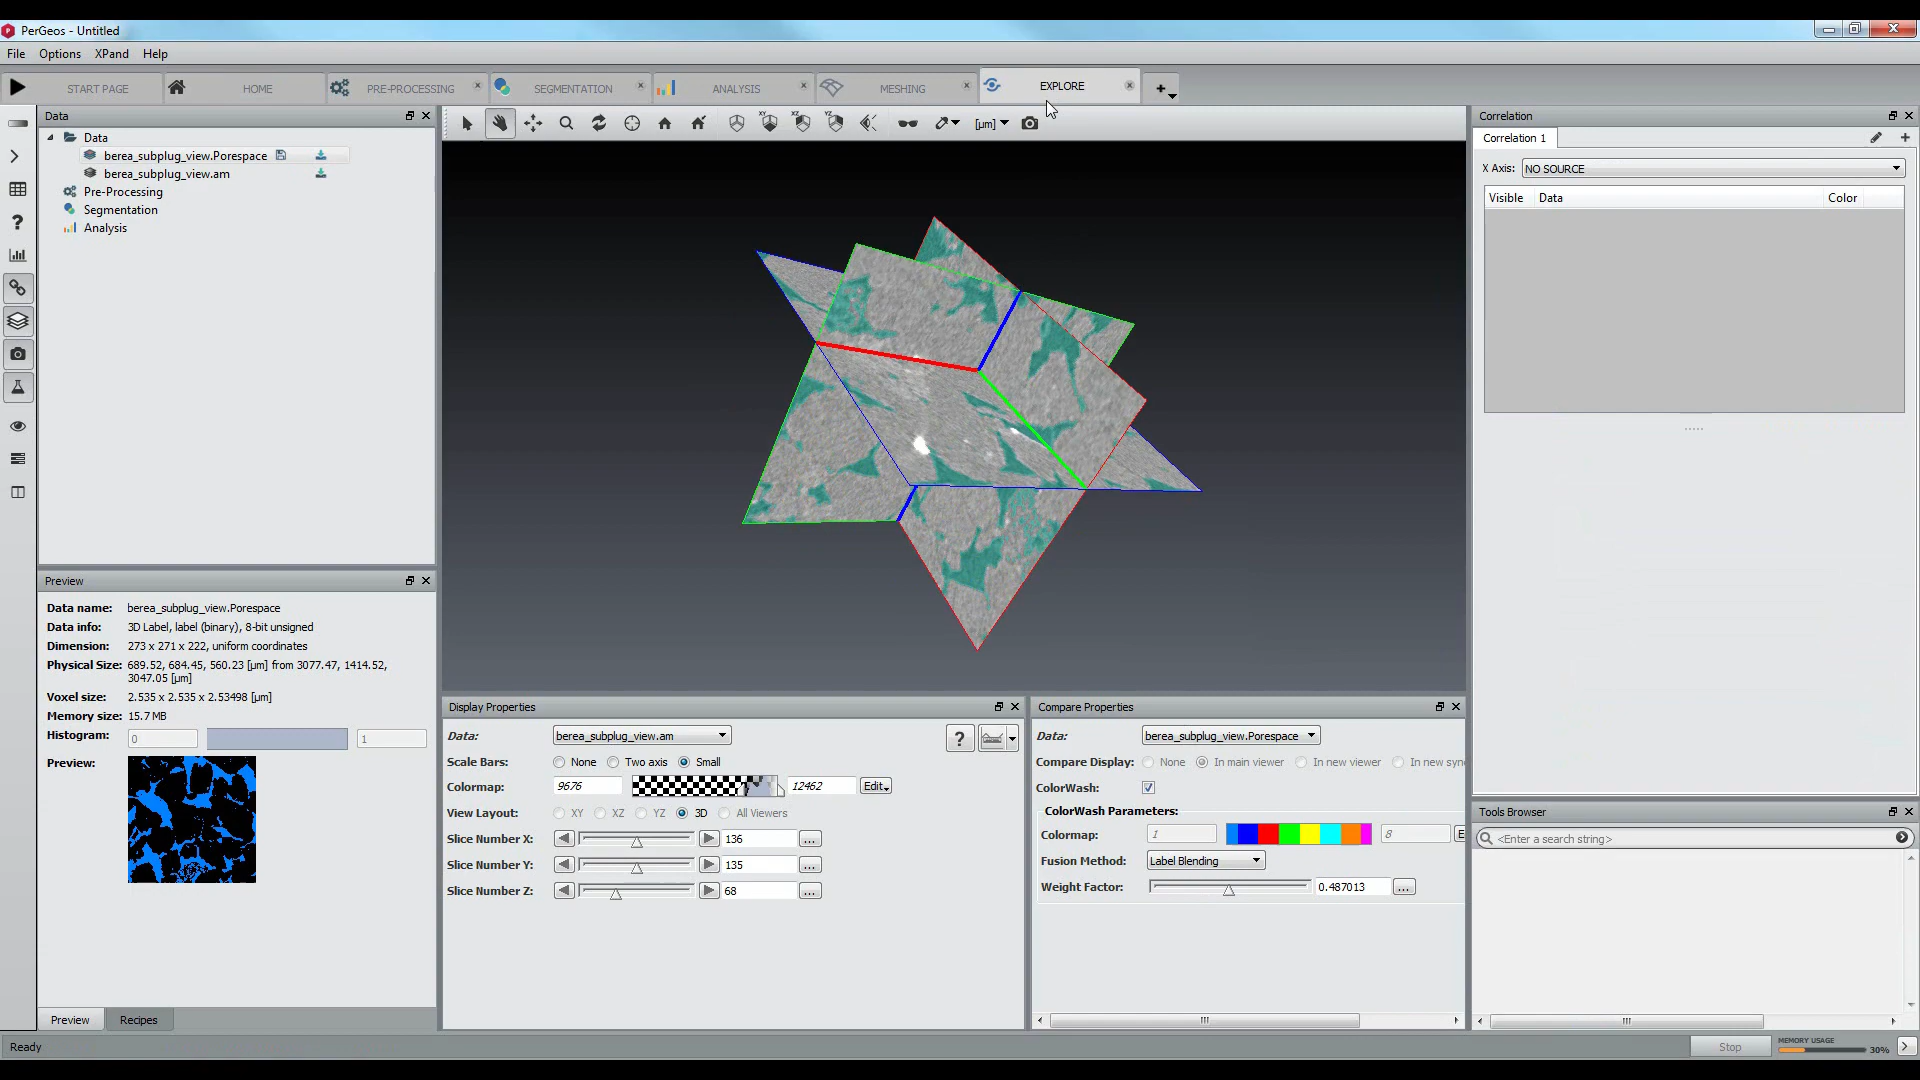 PerGeos - Untitled
File Options XPand Help
START PAGE HOME PRE-PROCESSING SEGMENTATION ANALYSIS MESHING EXPLORE
Data
Data
berea_subplug_view.Porespace
berea_subplug_view.am
Pre-Processing
Segmentation
Analysis
[µm]
Correlation
Correlation 1
X Axis: NO SOURCE
Visible Data Color
Preview
Data name: berea_subplug_view.Porespace
Data info: 3D Label, label (binary), 8-bit unsigned
Dimension: 273 x 271 x 222, uniform coordinates
Physical Size: 689.52, 684.45, 560.23 [µm] from 3077.47, 1414.52,
3047.05 [µm]
Voxel size: 2.535 x 2.535 x 2.53498 [µm]
Memory size: 15.7 MB
Histogram: 0 1
Preview:
Preview Recipes
Display Properties
Data: berea_subplug_view.am
Scale Bars: None Two axis Small
Colormap: 9676 12462 Edit
View Layout: XY XZ YZ 3D All Viewers
Slice Number X: 136 ...
Slice Number Y: 135 ...
Slice Number Z: 68 ...
Compare Properties
Data: berea_subplug_view.Porespace
Compare Display: None In main viewer In new viewer In new syn
ColorWash:
ColorWash Parameters:
Colormap: 1 8 E
Fusion Method: Label Blending
Weight Factor: 0.487013 ...
Tools Browser
<Enter a search string>
Ready
Stop
MEMORY USAGE
30%